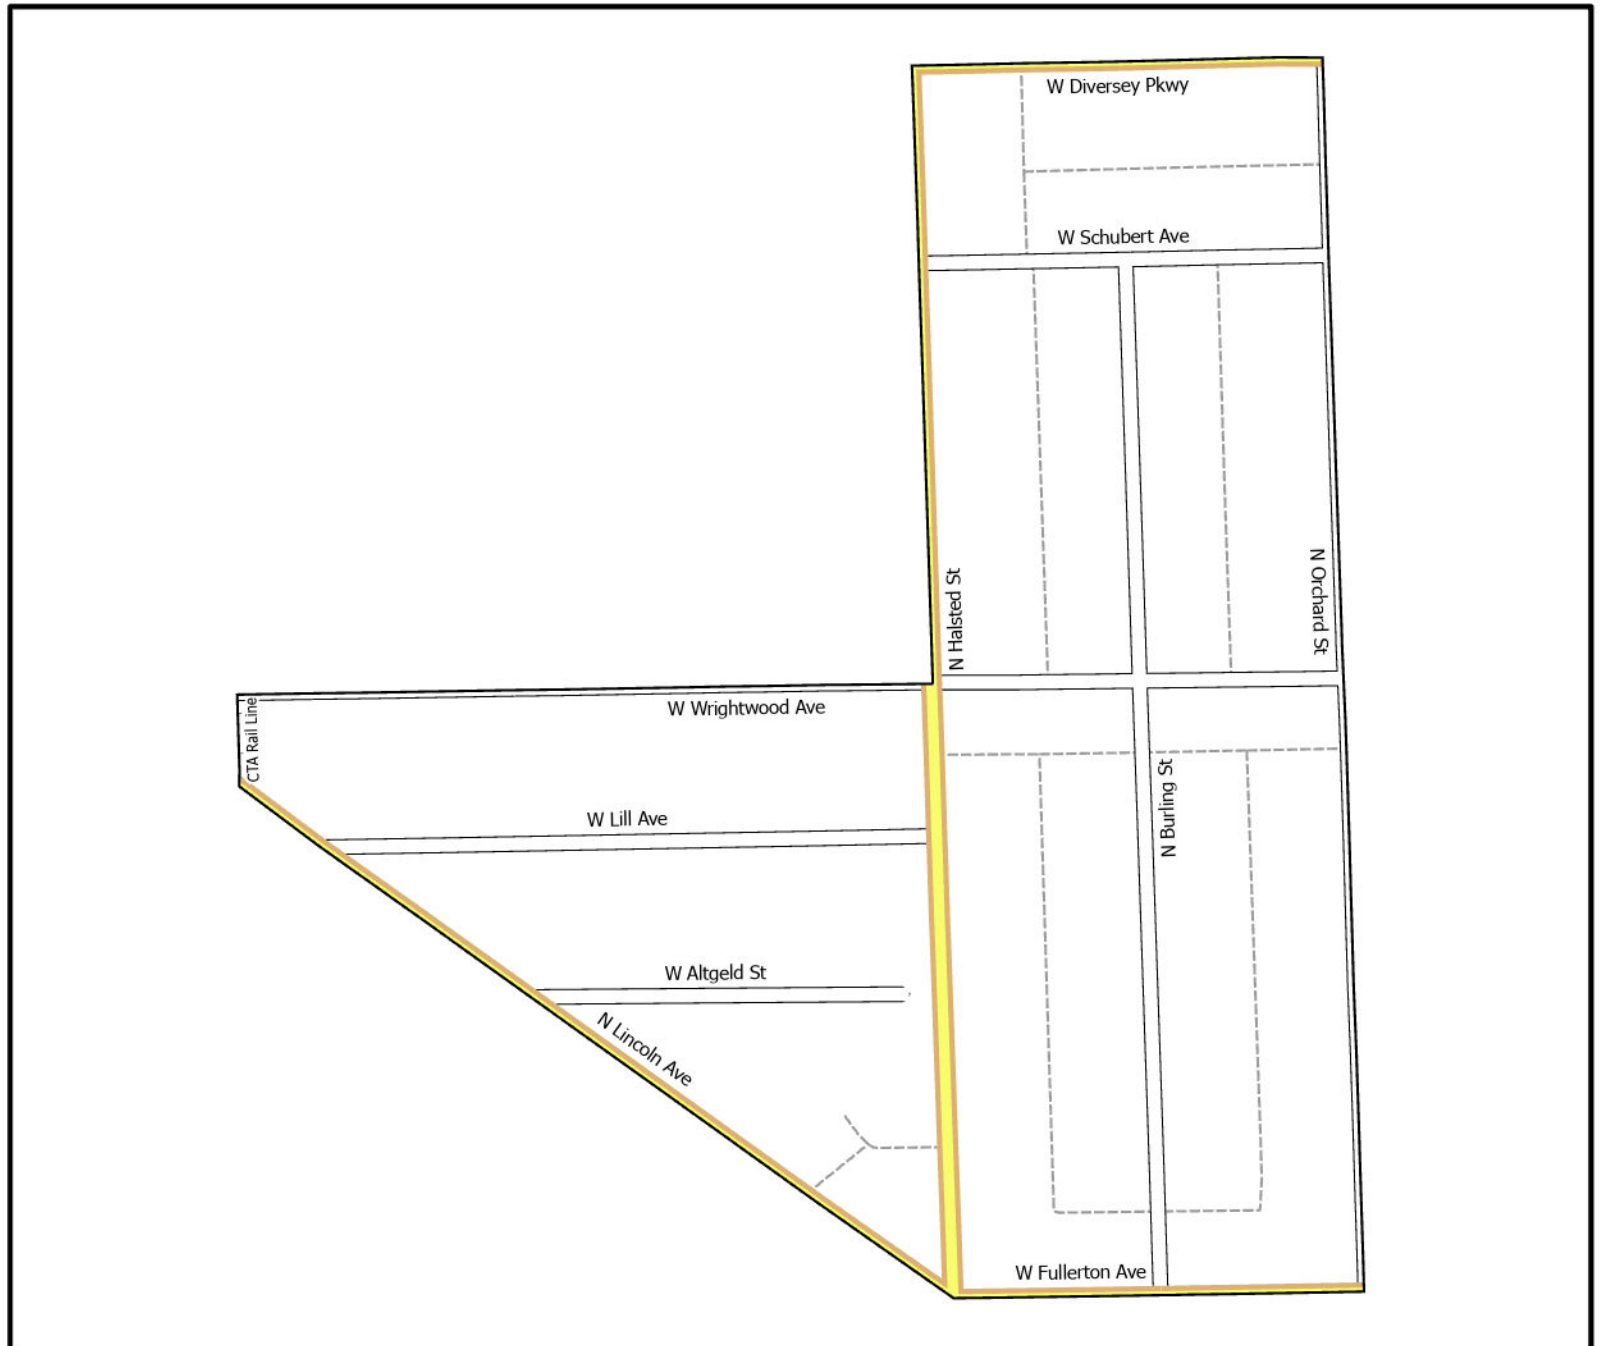 W Diversey Pkwy
W Schubert Ave
N Halsted St
N Orchard St
CTA Rail Line
W Wrightwood Ave
N Burling St
W Lill Ave
W Altgeld St
N Lincoln Ave
W Fullerton Ave